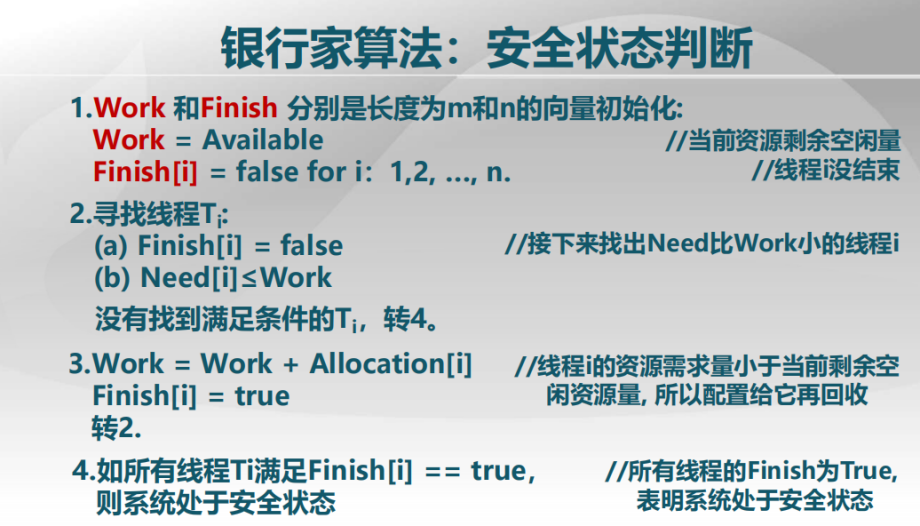 银行家算法：安全状态判断
1.Work 和Finish 分别是长度为m和n的向量初始化:
Work = Available //当前资源剩余空闲量
Finish[i] = false for i：1,2, …, n. //线程i没结束
2.寻找线程Ti:
(a) Finish[i] = false //接下来找出Need比Work小的线程i
(b) Need[i]≤Work
没有找到满足条件的Ti，转4。
3.Work = Work + Allocation[i] //线程i的资源需求量小于当前剩余空
Finish[i] = true 闲资源量, 所以配置给它再回收
转2.
4.如所有线程Ti满足Finish[i] == true， //所有线程的Finish为True,
则系统处于安全状态 表明系统处于安全状态